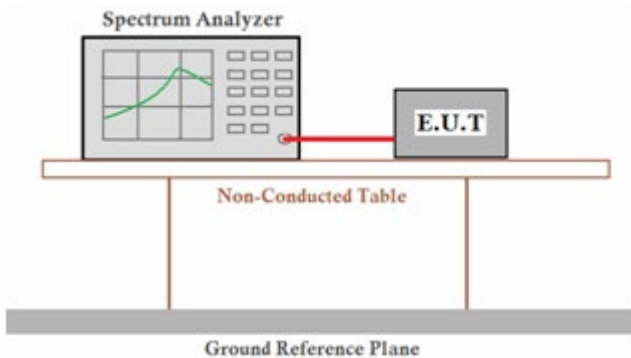 Spectrum Analyzer
E.U.T
Non-Conducted Table
Ground Reference Plane